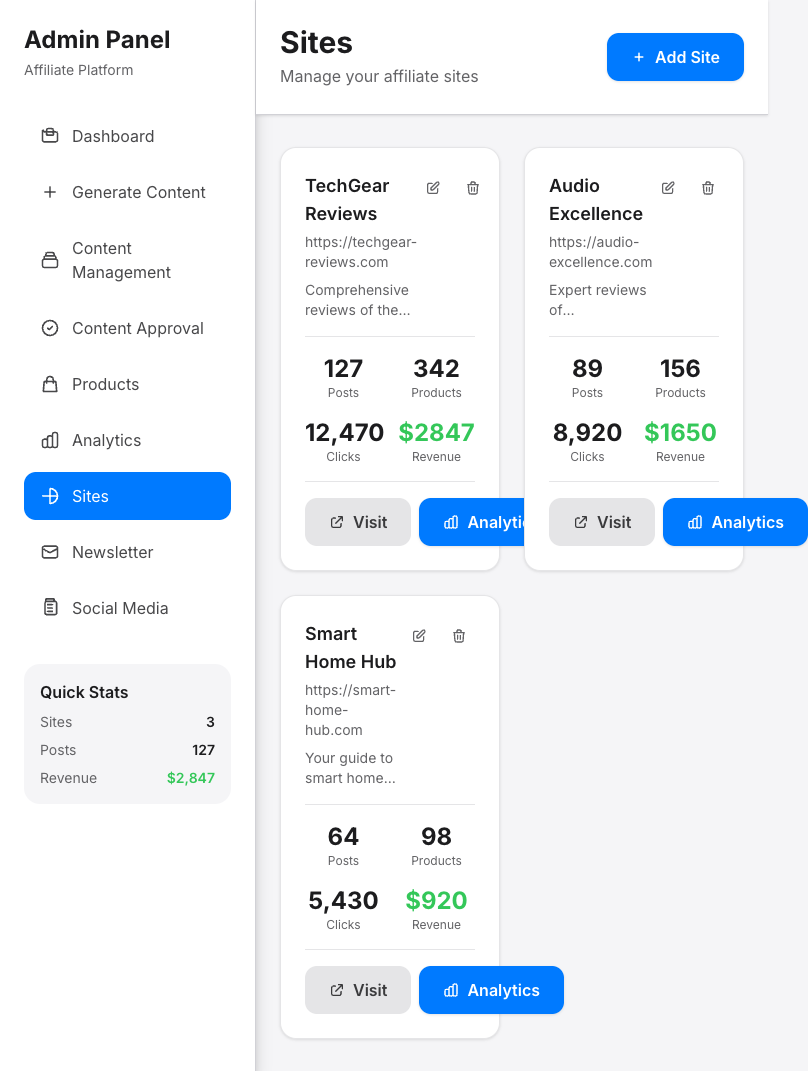 Admin Panel
Affiliate Platform
Dashboard
Generate Content
Content
Management
Content Approval
Products
Analytics
Sites
Newsletter
Social Media
Quick Stats
Sites 3
Posts 127
Revenue $2,847
Sites
Manage your affiliate sites
Add Site
TechGear
Reviews
https://techgear-
reviews.com
Comprehensive
reviews of the...
127 342
Posts Products
12,470 $2847
Clicks Revenue
Visit Analytic
Audio
Excellence
https://audio-
excellence.com
Expert reviews
of...
89 156
Posts Products
8,920 $1650
Clicks Revenue
Visit Analytics
Smart
Home Hub
https://smart-
home-
hub.com
Your guide to
smart home...
64 98
Posts Products
5,430 $920
Clicks Revenue
Visit Analytics